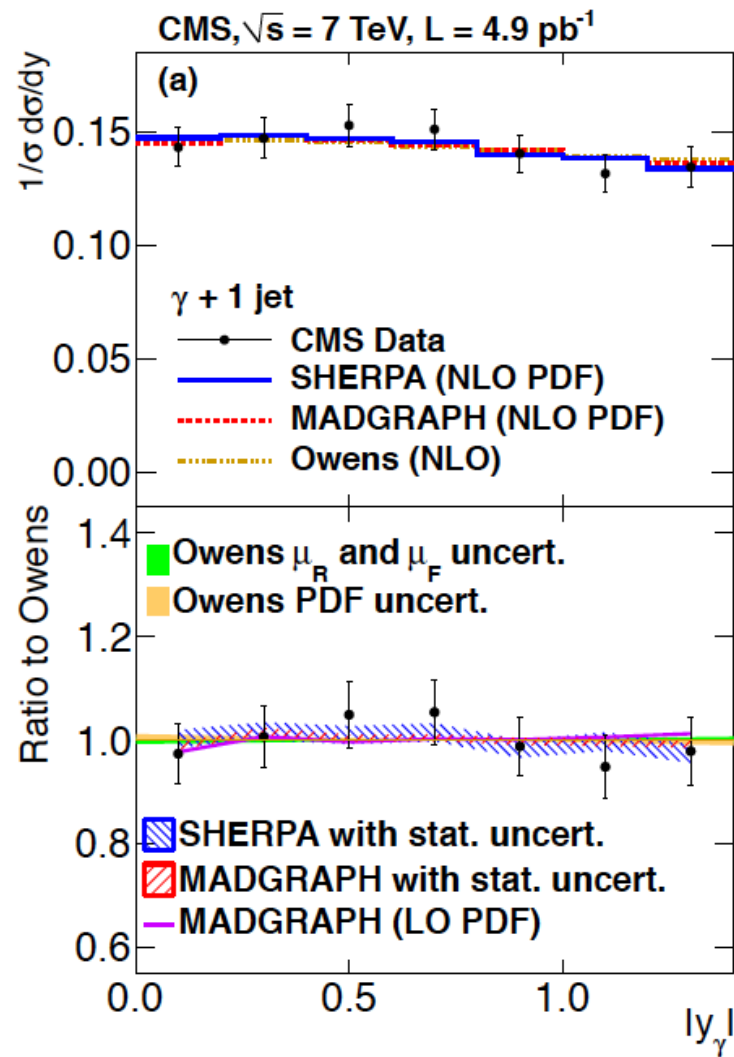 CMS, √s = 7 TeV, L = 4.9 pb⁻¹
(a)
1/σ dσ/dy
0.15
0.10
0.05
0.00
γ + 1 jet
CMS Data
SHERPA (NLO PDF)
MADGRAPH (NLO PDF)
Owens (NLO)
Ratio to Owens
1.4
1.2
1.0
0.8
0.6
Owens μ_R and μ_F uncert.
Owens PDF uncert.
SHERPA with stat. uncert.
MADGRAPH with stat. uncert.
MADGRAPH (LO PDF)
0.0 0.5 1.0
|y_γ|